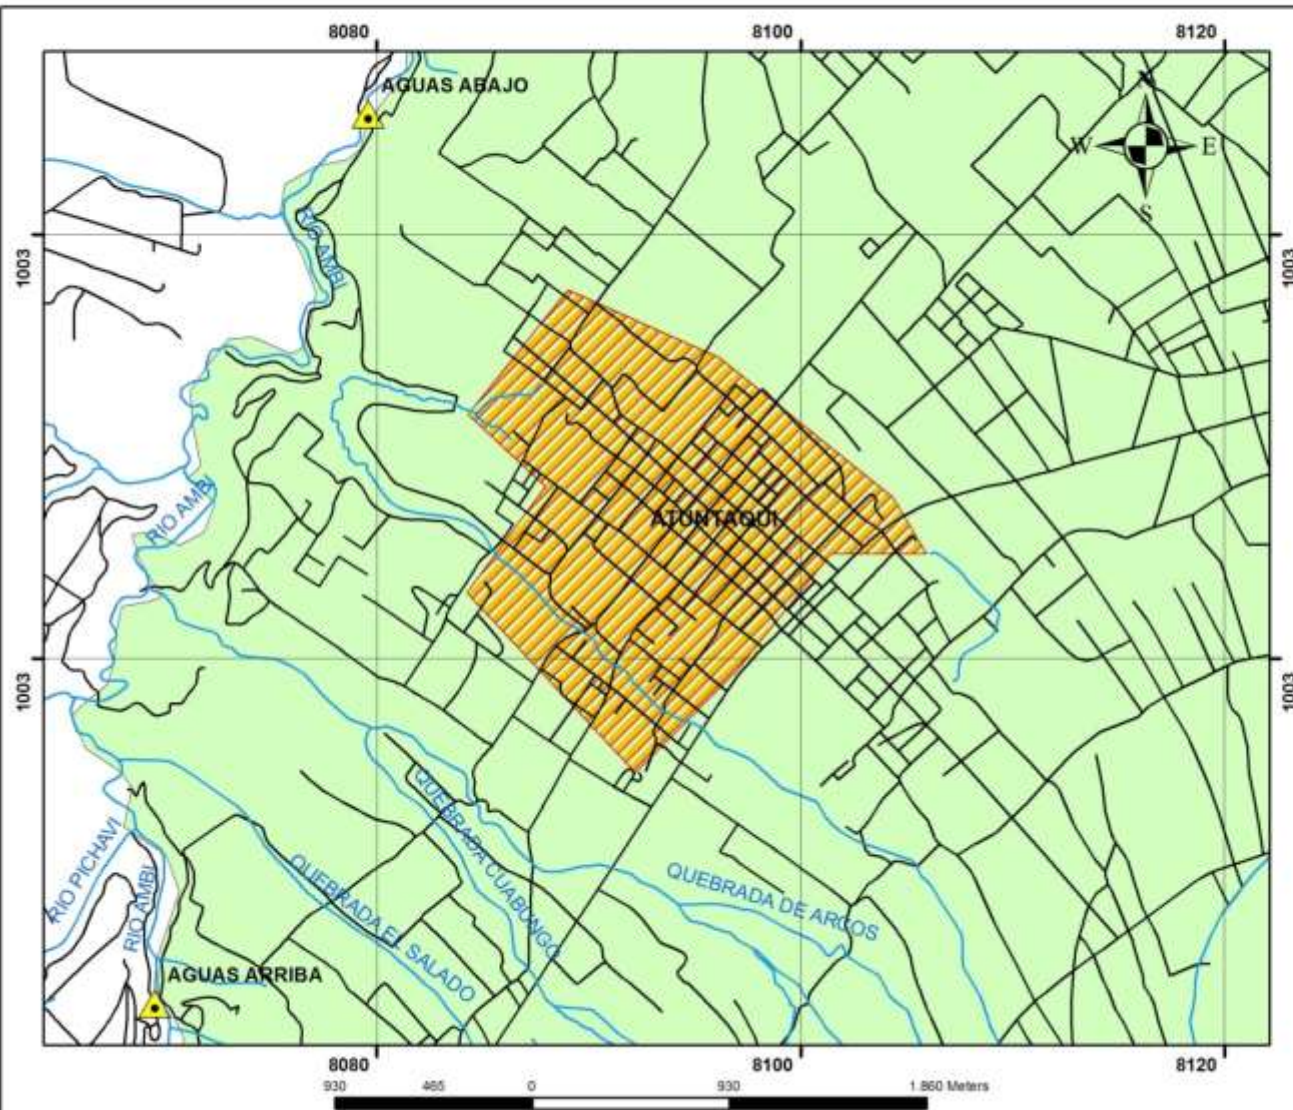 8080 8100 8120
AGUAS ABAJO
N
W E
S
1003 1003
RIO AMBI
RIO AMBI
ATUNTAQUI
1003 1003
RIO PICHAVI
RIO AMBI
QUEBRADA EL SALADO
QUEBRADA CUABONGO
QUEBRADA DE ARCOS
AGUAS ARRIBA
8080 8100 8120
930 465 0 930 1.860 Meters